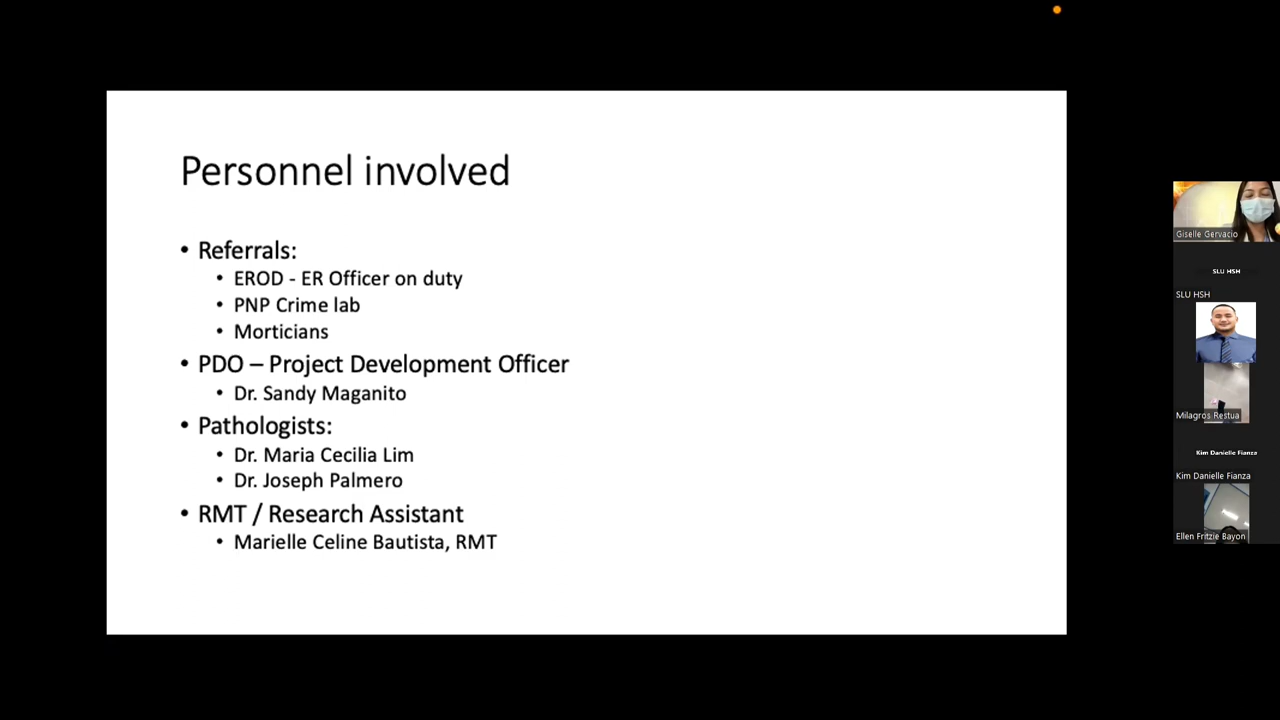 Personnel involved
• Referrals:
• EROD - ER Officer on duty
• PNP Crime lab
• Morticians
• PDO – Project Development Officer
• Dr. Sandy Maganito
• Pathologists:
• Dr. Maria Cecilia Lim
• Dr. Joseph Palmero
• RMT / Research Assistant
• Marielle Celine Bautista, RMT
Giselle Gervacio
SLU HSH
SLU HSH
Milagros Restua
Kim Danielle Fianza
Kim Danielle Fianza
Ellen Fritzie Bayon